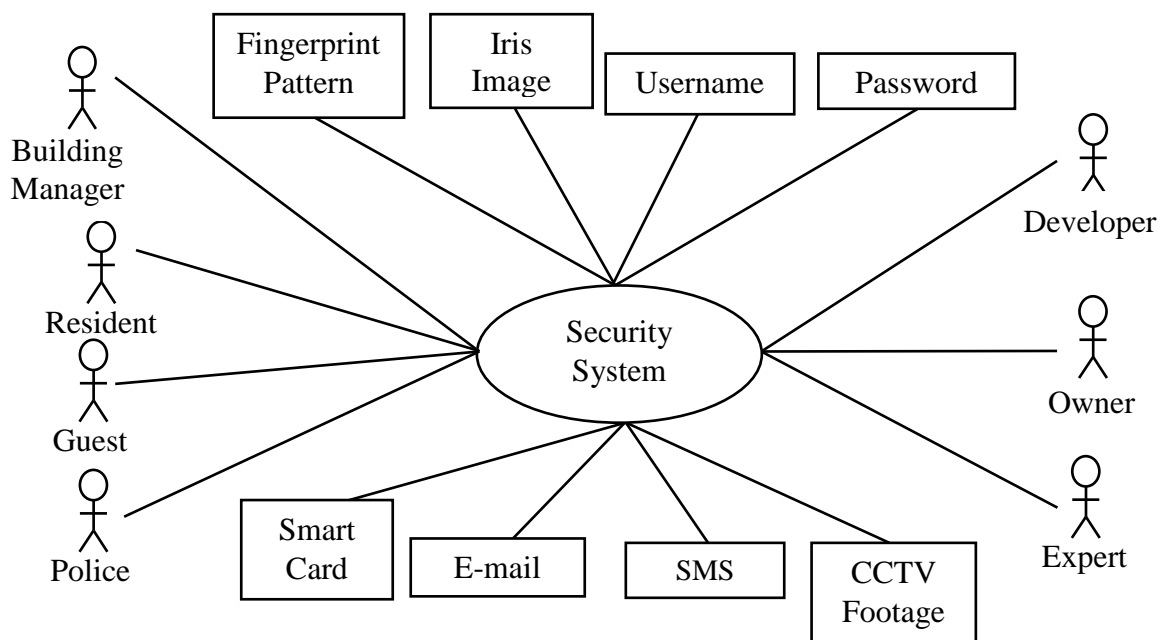 Fingerprint
Pattern
Iris
Image
Username
Password
Building
Manager
Developer
Resident
Security
System
Guest
Owner
Police
Smart
Card
E-mail
SMS
CCTV
Footage
Expert